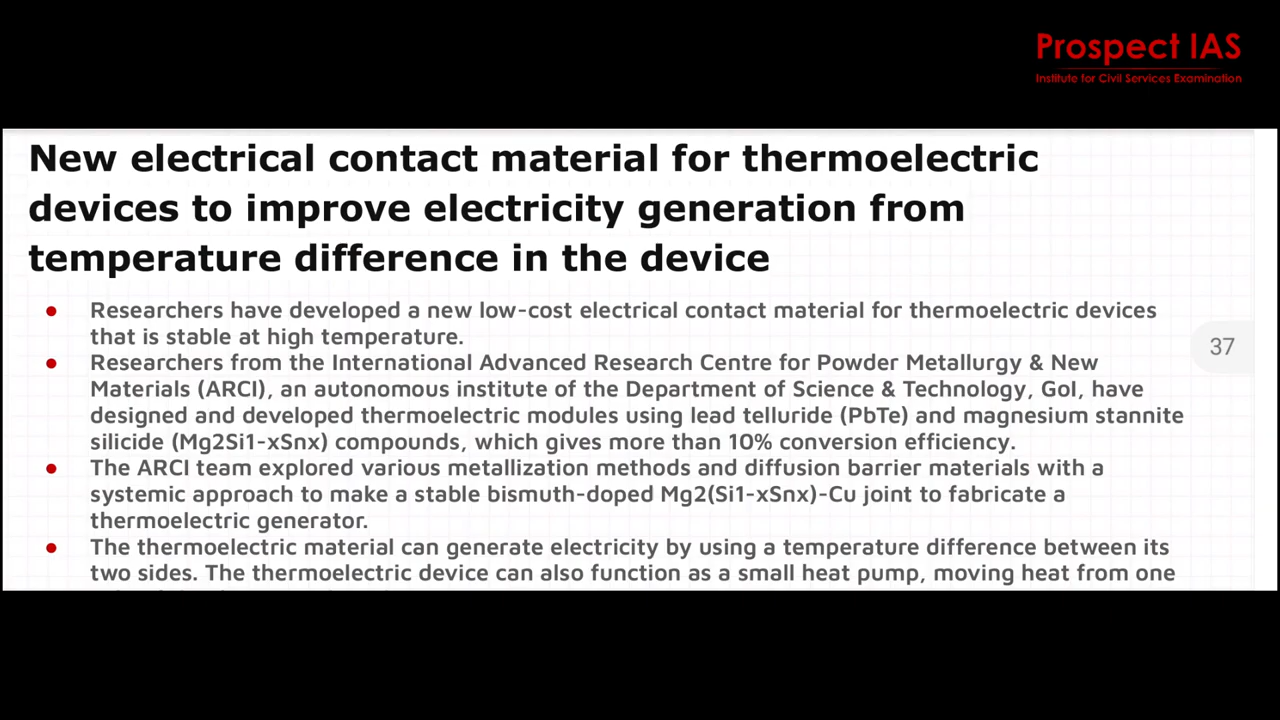 Prospect IAS
Institute for Civil Services Examination
New electrical contact material for thermoelectric
devices to improve electricity generation from
temperature difference in the device
● Researchers have developed a new low-cost electrical contact material for thermoelectric devices
that is stable at high temperature.
● Researchers from the International Advanced Research Centre for Powder Metallurgy & New
Materials (ARCI), an autonomous institute of the Department of Science & Technology, GoI, have
designed and developed thermoelectric modules using lead telluride (PbTe) and magnesium stannite
silicide (Mg2Si1-xSnx) compounds, which gives more than 10% conversion efficiency.
● The ARCI team explored various metallization methods and diffusion barrier materials with a
systemic approach to make a stable bismuth-doped Mg2(Si1-xSnx)-Cu joint to fabricate a
thermoelectric generator.
● The thermoelectric material can generate electricity by using a temperature difference between its
two sides. The thermoelectric device can also function as a small heat pump, moving heat from one
37